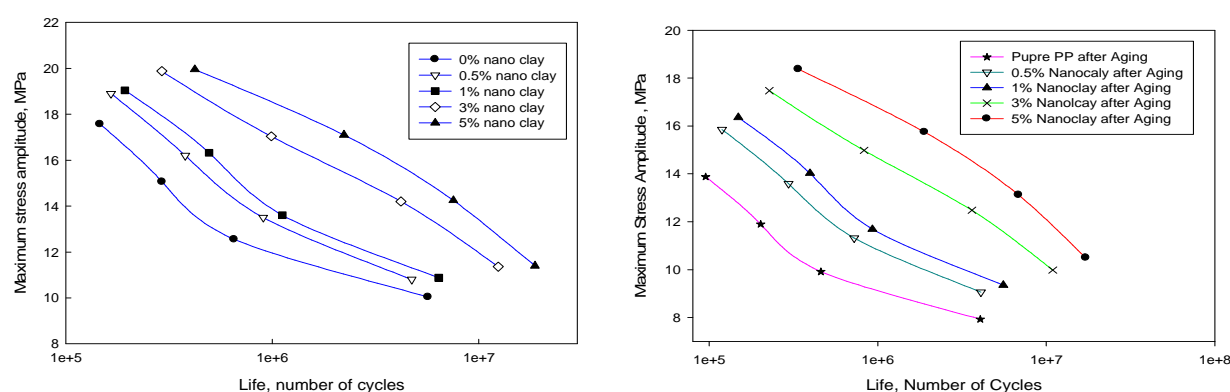 22
20
18
16
14
12
10
8
Maximum stress amplitude, MPa
0% nano clay
0.5% nano clay
1% nano clay
3% nano clay
5% nano clay
1e+5
1e+6
1e+7
Life, number of cycles
20
18
16
14
12
10
8
Maximum Stress Amplitude , MPa
Pupre PP after Aging
0.5% Nanocaly after Aging
1% Nanoclay after Aging
3% Nanolcay after Aging
5% Nanoclay after Aging
1e+5
1e+6
1e+7
1e+8
Life, Number of Cycles